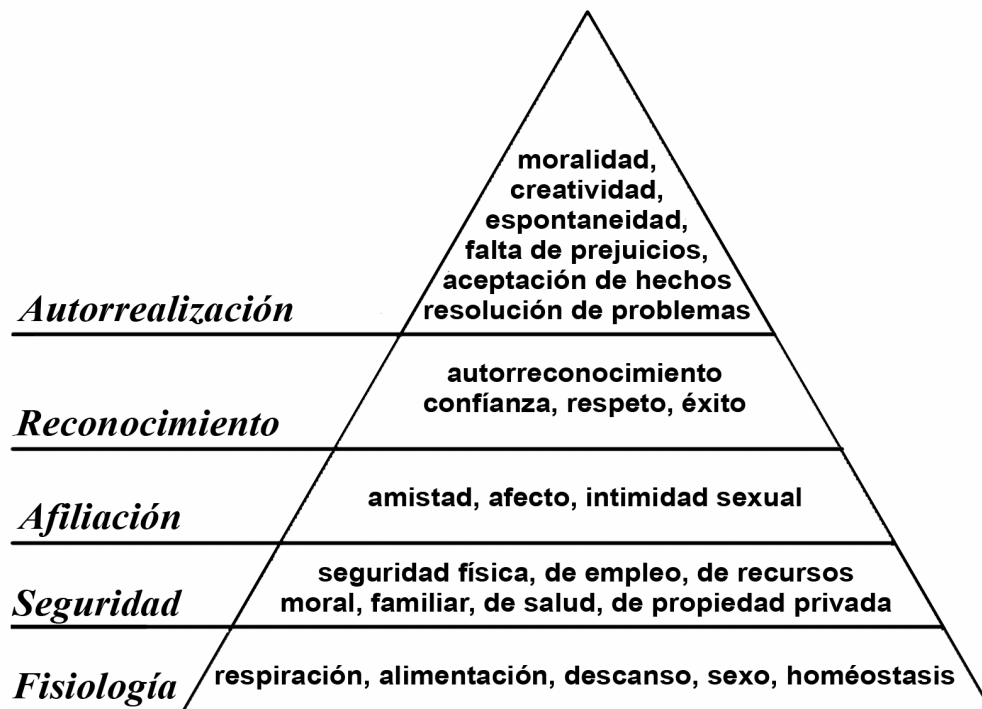 moralidad,
creatividad,
espontaneidad,
falta de prejuicios,
aceptación de hechos
resolución de problemas
Autorrealización
autorreconocimiento
confíanza, respeto, éxito
Reconocimiento
amistad, afecto, intimidad sexual
Afiliación
seguridad física, de empleo, de recursos
moral, familiar, de salud, de propiedad privada
Seguridad
respiración, alimentación, descanso, sexo, homéostasis
Fisiología